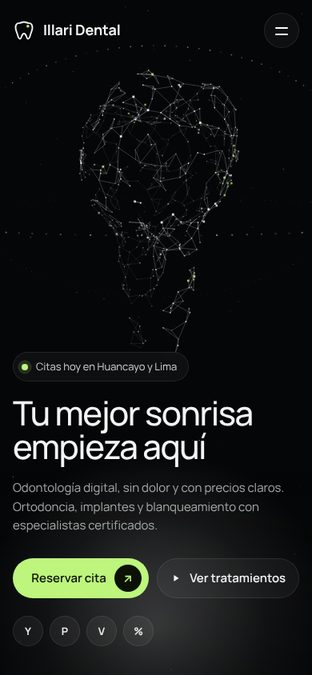 Illari Dental
Citas hoy en Huancayo y Lima
Tu mejor sonrisa
empieza aquí
Odontología digital, sin dolor y con precios claros.
Ortodoncia, implantes y blanqueamiento con
especialistas certificados.
Reservar cita
Ver tratamientos
Y P V %